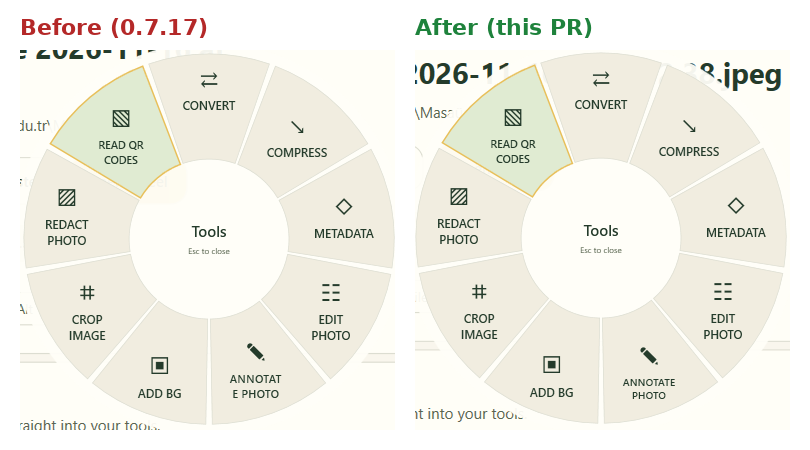 Before (0.7.17)
After (this PR)
CONVERT
COMPRESS
METADATA
EDIT
PHOTO
ANNOTAT
E PHOTO
ADD BG
CROP
IMAGE
REDACT
PHOTO
READ QR
CODES
Tools
Esc to close
du.tr\
raight into your tools.
8.jpeg
CONVERT
COMPRESS
METADATA
EDIT
PHOTO
ANNOTATE
PHOTO
ADD BG
CROP
IMAGE
REDACT
PHOTO
READ QR
CODES
Tools
Esc to close
\Masa
nt into your tools